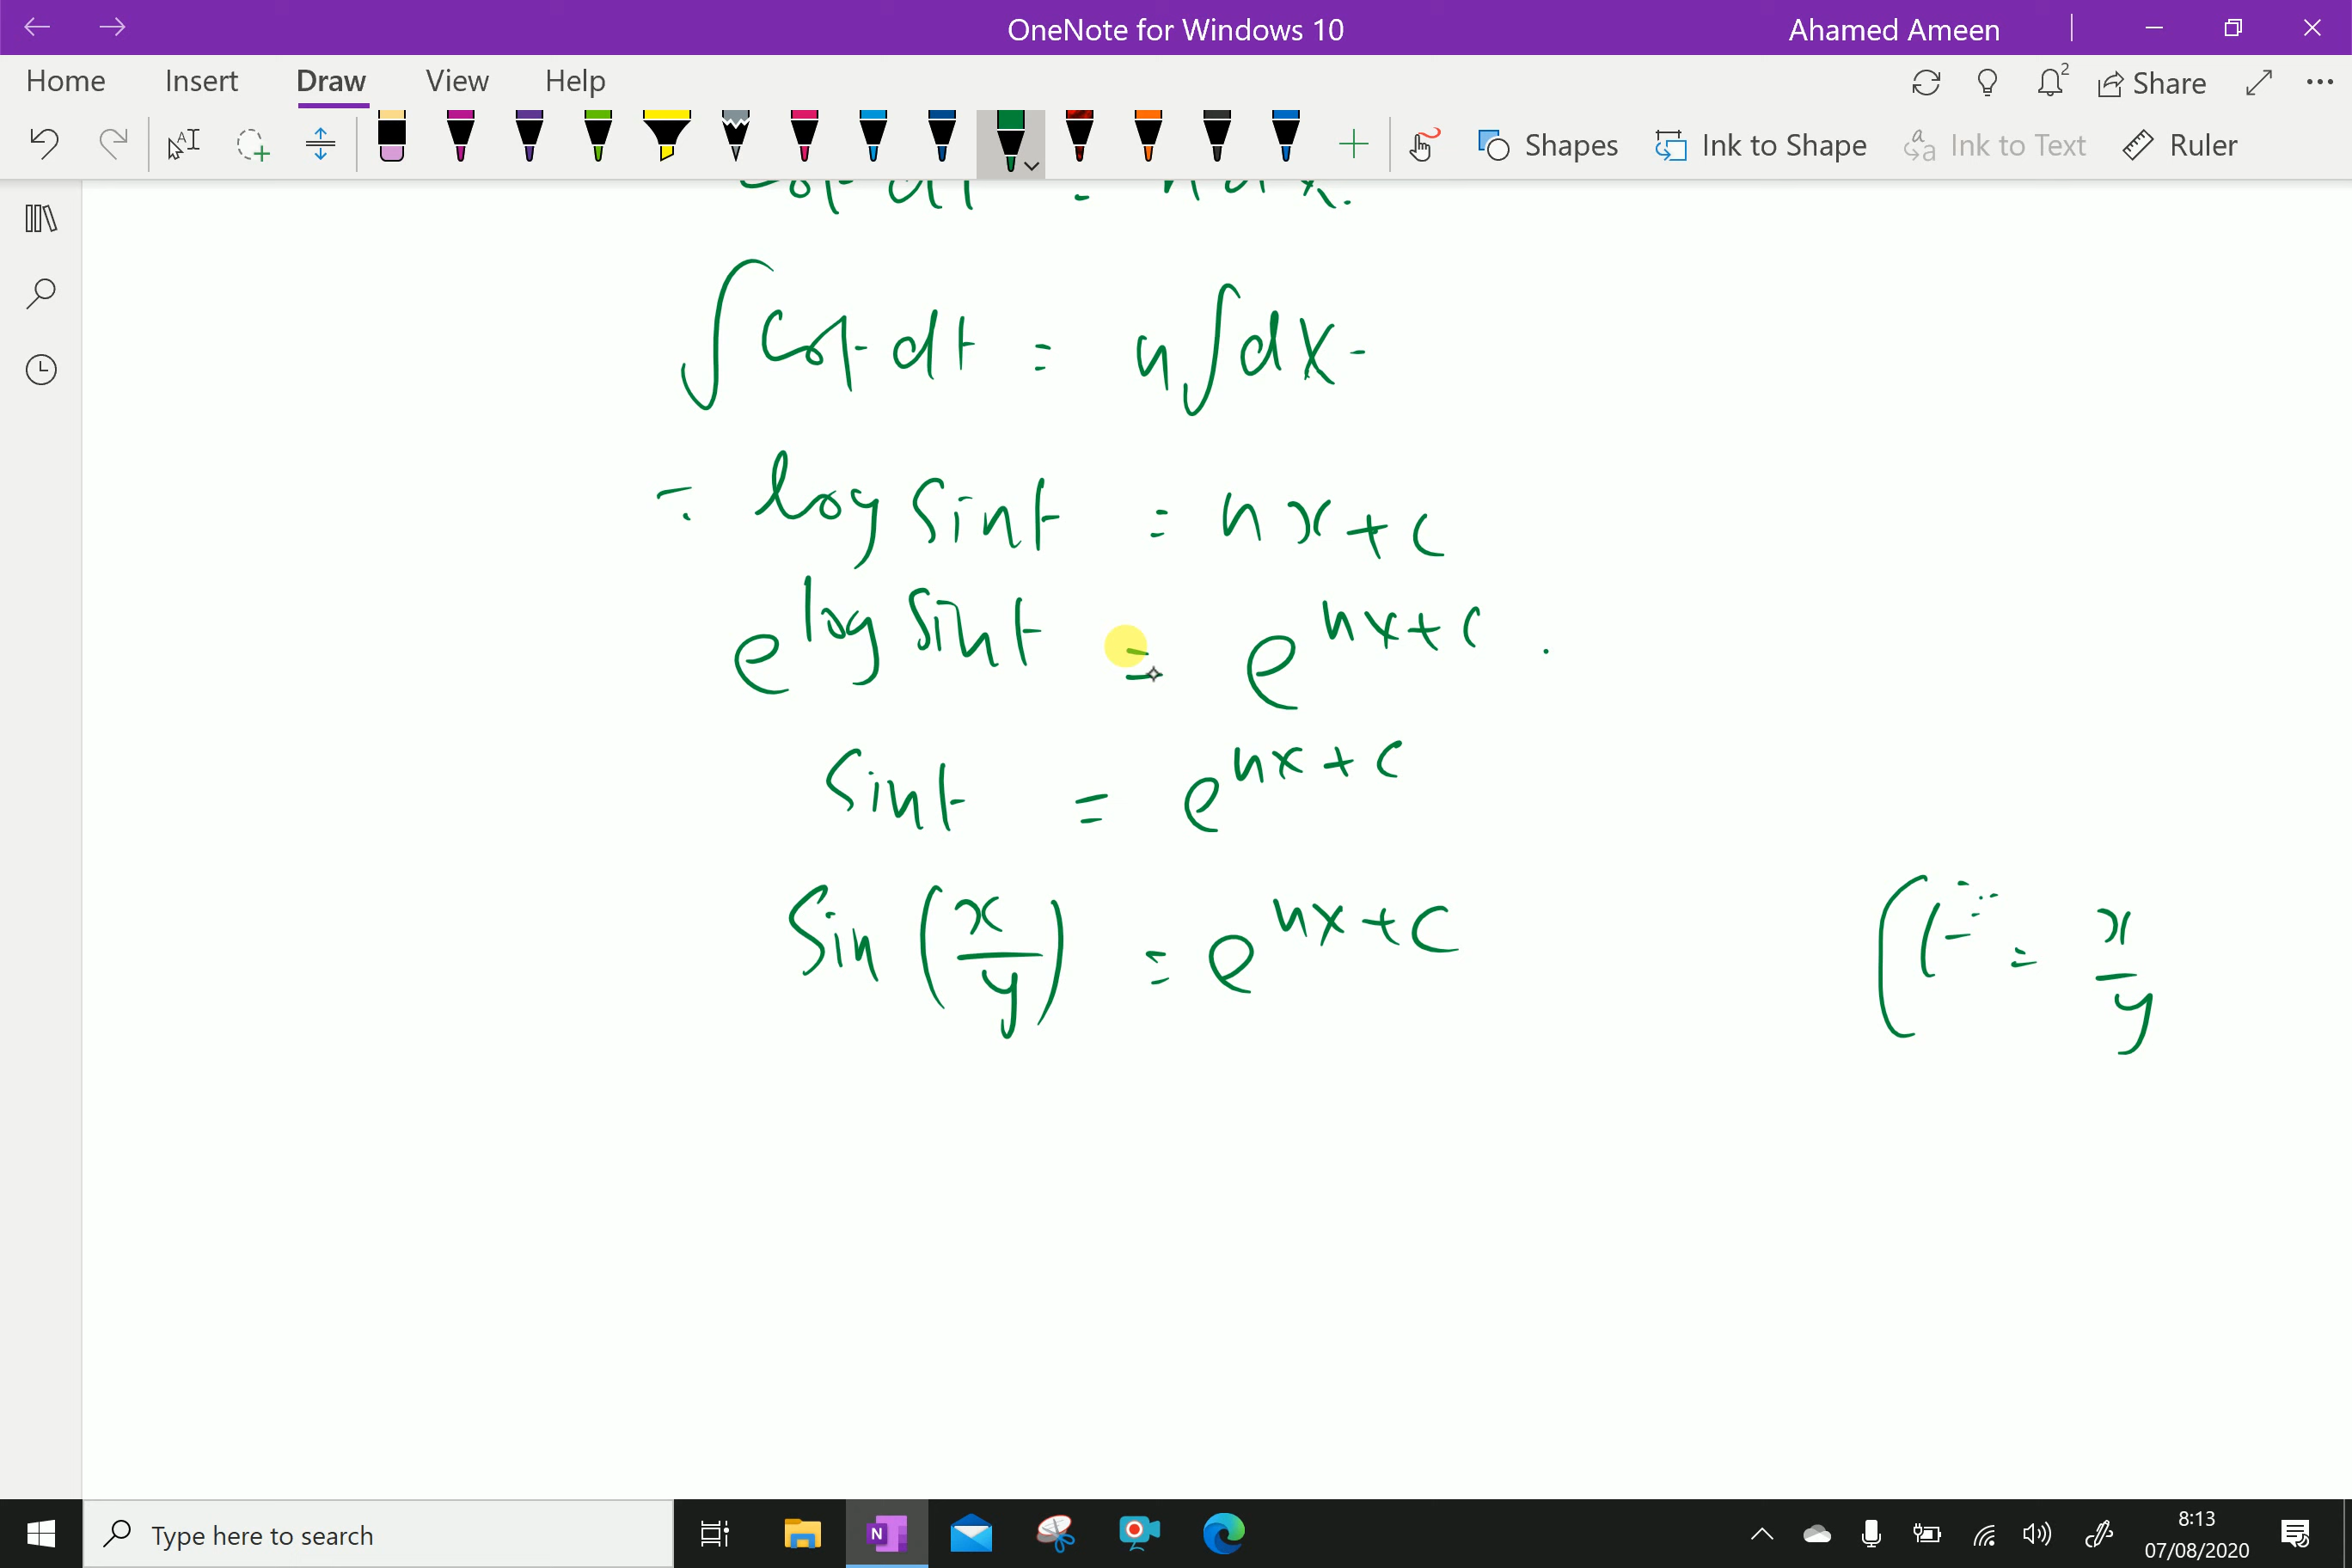 OneNote for Windows 10 Ahamed Ameen
Home Insert Draw View Help 2 Share
Shapes Ink to Shape Ink to Text Ruler
∫ Cot dt = n∫dx
= log Sint = nx+c
e^{log Sint} = e^{nx+c}.
Sint = e^{nx+c}
Sin (x/y) = e^{nx+c} = x/y
Type here to search
N
8:13
07/08/2020